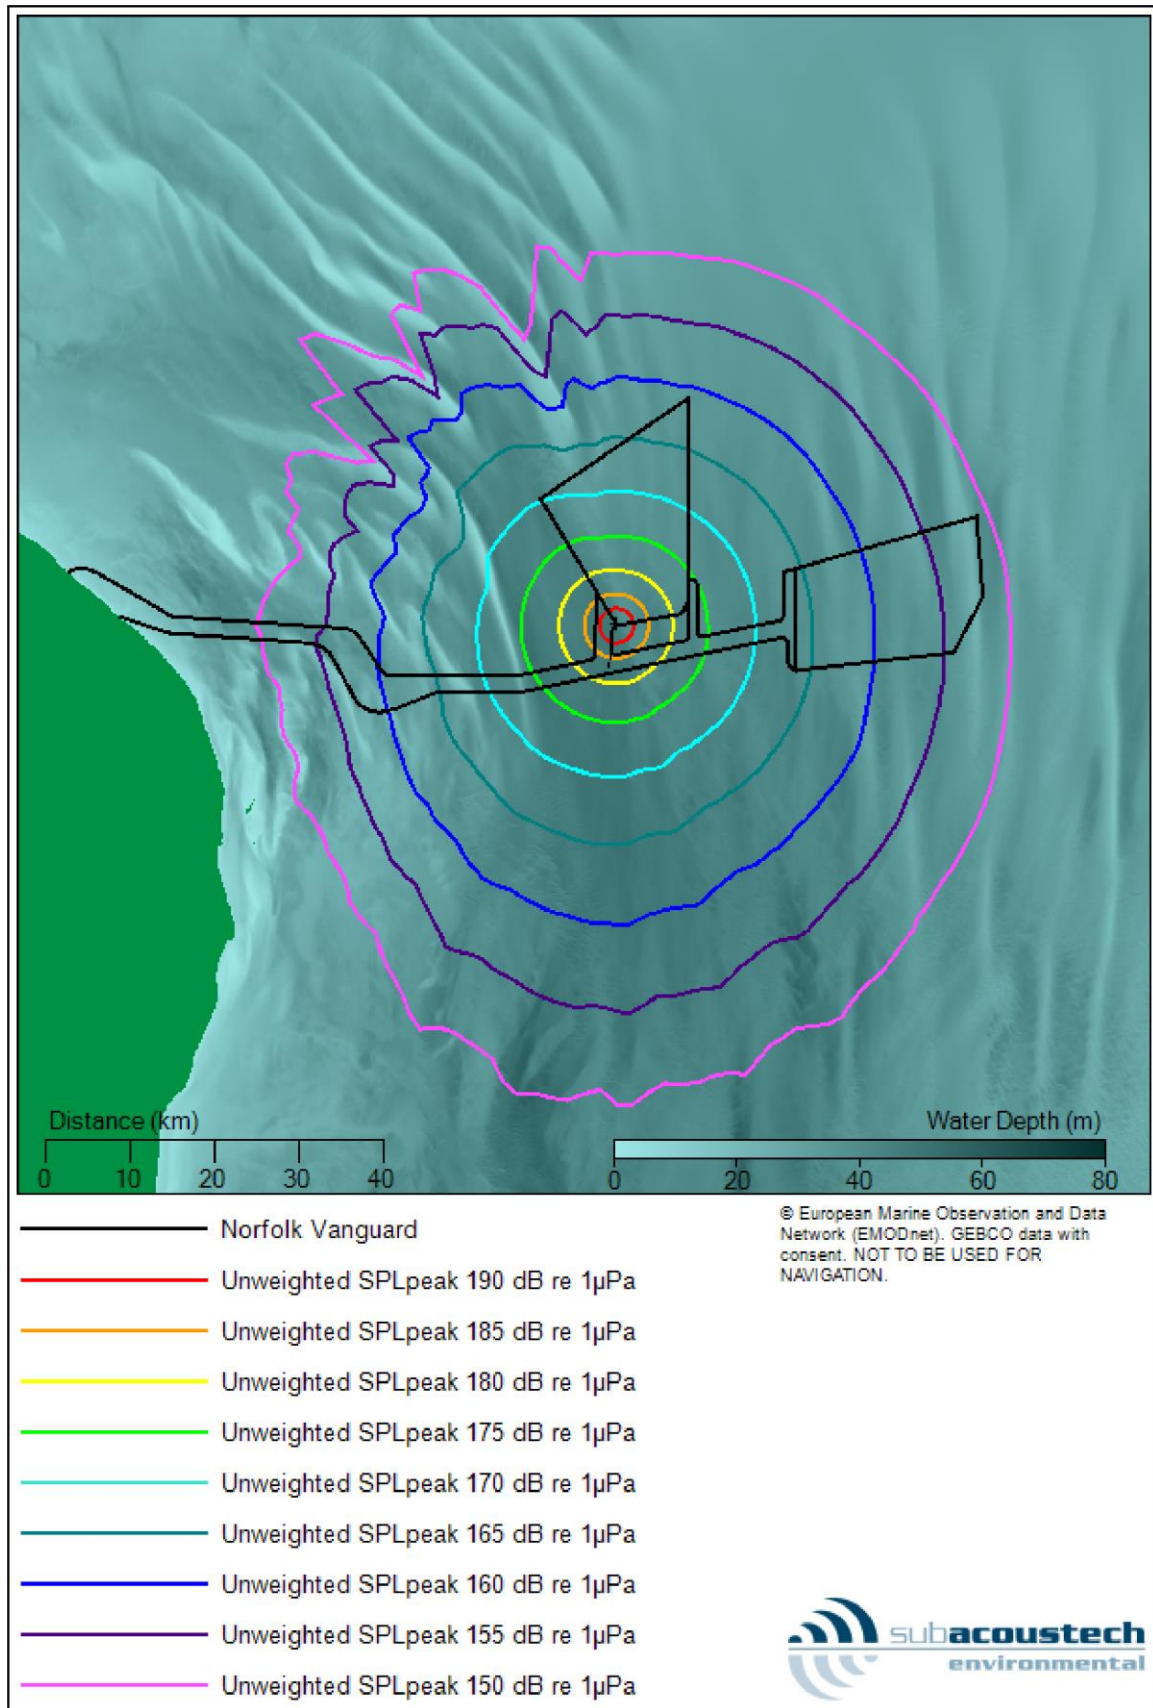 Distance (km)
0 10 20 30 40
Water Depth (m)
0 20 40 60 80
© European Marine Observation and Data
Network (EMODnet). GEBCO data with
consent. NOT TO BE USED FOR
NAVIGATION.
Norfolk Vanguard
Unweighted SPLpeak 190 dB re 1µPa
Unweighted SPLpeak 185 dB re 1µPa
Unweighted SPLpeak 180 dB re 1µPa
Unweighted SPLpeak 175 dB re 1µPa
Unweighted SPLpeak 170 dB re 1µPa
Unweighted SPLpeak 165 dB re 1µPa
Unweighted SPLpeak 160 dB re 1µPa
Unweighted SPLpeak 155 dB re 1µPa
Unweighted SPLpeak 150 dB re 1µPa
subacoustech
environmental